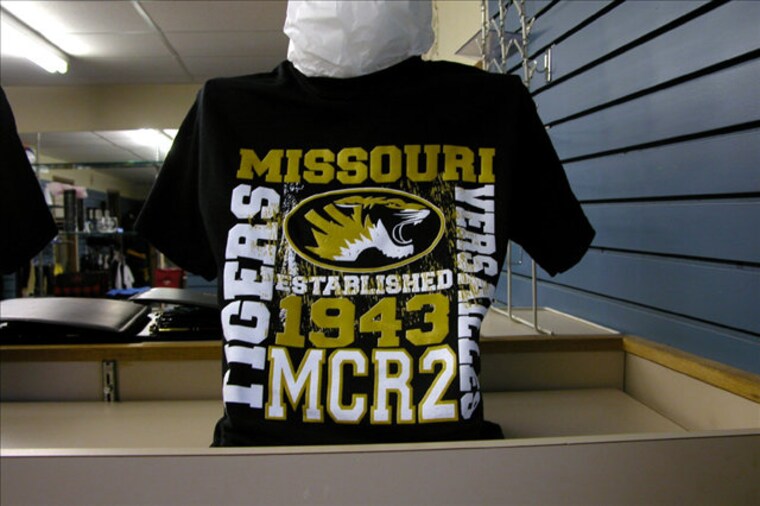 MISSOURI
TIGERS
VERSAILLES
ESTABLISHED
1943
MCR2